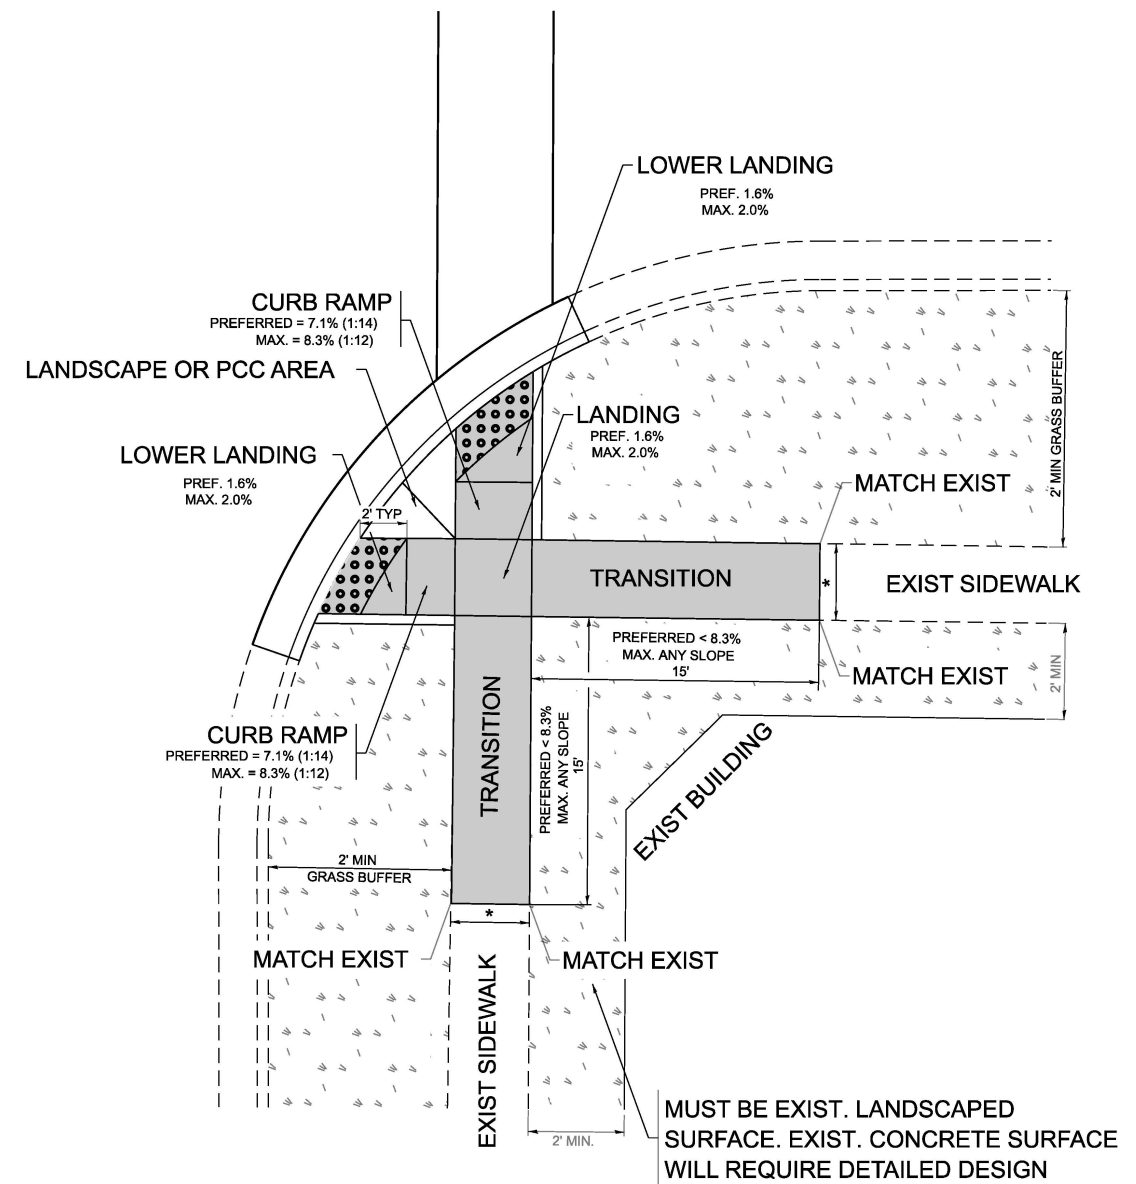 LOWER LANDING
PREF. 1.6%
MAX. 2.0%
CURB RAMP
PREFERRED = 7.1% (1:14)
MAX. = 8.3% (1:12)
LANDSCAPE OR PCC AREA
LANDING
PREF. 1.6%
MAX. 2.0%
2' MIN GRASS BUFFER
LOWER LANDING
PREF. 1.6%
MAX. 2.0%
2' TYP
MATCH EXIST
TRANSITION
*
EXIST SIDEWALK
PREFERRED < 8.3%
MAX. ANY SLOPE
15'
MATCH EXIST
2' MIN
CURB RAMP
PREFERRED = 7.1% (1:14)
MAX. = 8.3% (1:12)
TRANSITION
PREFERRED < 8.3%
MAX. ANY SLOPE
15'
EXIST BUILDING
2' MIN
GRASS BUFFER
*
MATCH EXIST
MATCH EXIST
EXIST SIDEWALK
2' MIN.
MUST BE EXIST. LANDSCAPED
SURFACE. EXIST. CONCRETE SURFACE
WILL REQUIRE DETAILED DESIGN